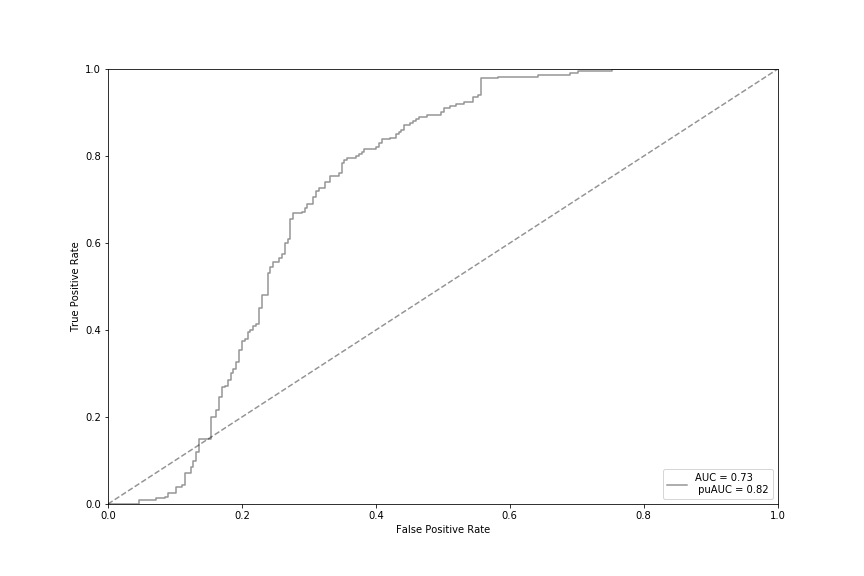 1.0
0.8
0.6
0.4
0.2
0.0
True Positive Rate
AUC = 0.73
puAUC = 0.82
0.0 0.2 0.4 0.6 0.8 1.0
False Positive Rate